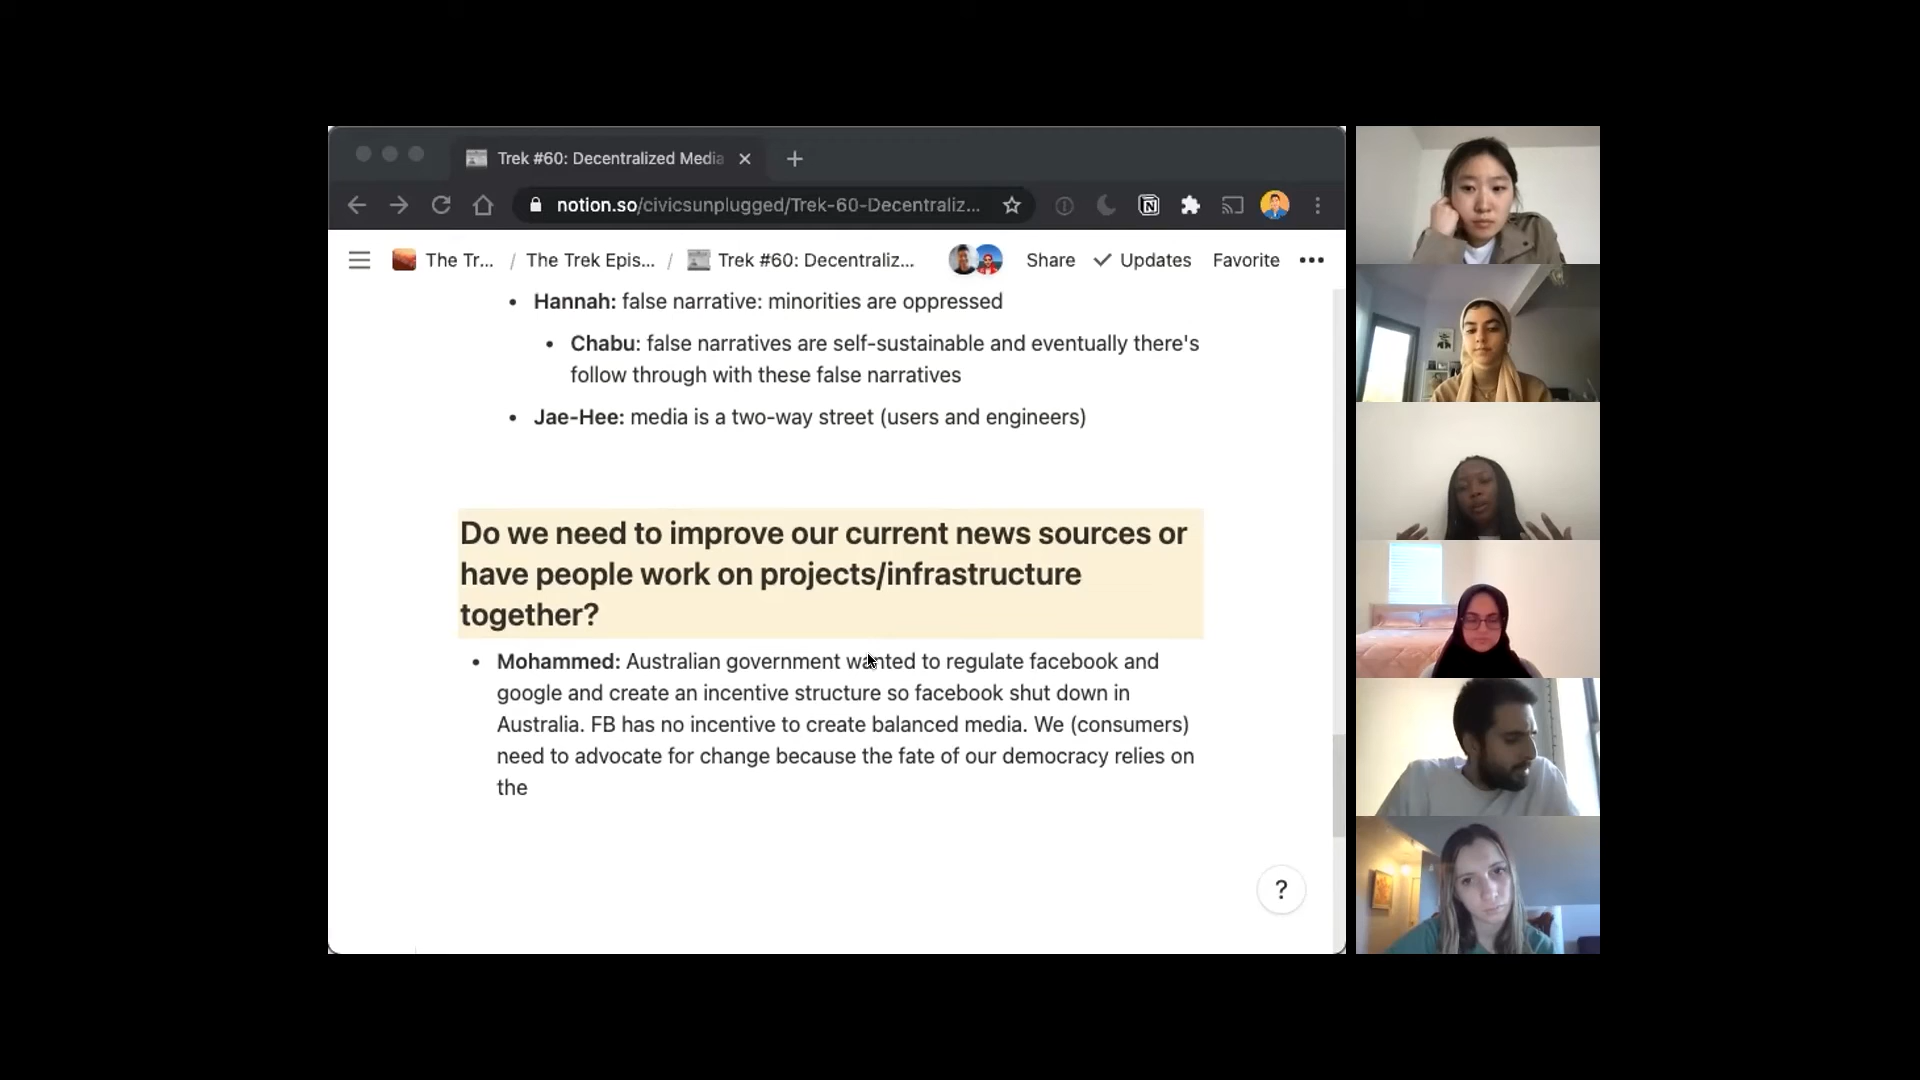 Trek #60: Decentralized Media
notion.so/civicsunplugged/Trek-60-Decentraliz...
The Tr... / The Trek Epis... / Trek #60: Decentraliz... Share Updates Favorite
• Hannah: false narrative: minorities are oppressed
• Chabu: false narratives are self-sustainable and eventually there's
follow through with these false narratives
• Jae-Hee: media is a two-way street (users and engineers)
Do we need to improve our current news sources or
have people work on projects/infrastructure
together?
• Mohammed: Australian government wanted to regulate facebook and
google and create an incentive structure so facebook shut down in
Australia. FB has no incentive to create balanced media. We (consumers)
need to advocate for change because the fate of our democracy relies on
the
?